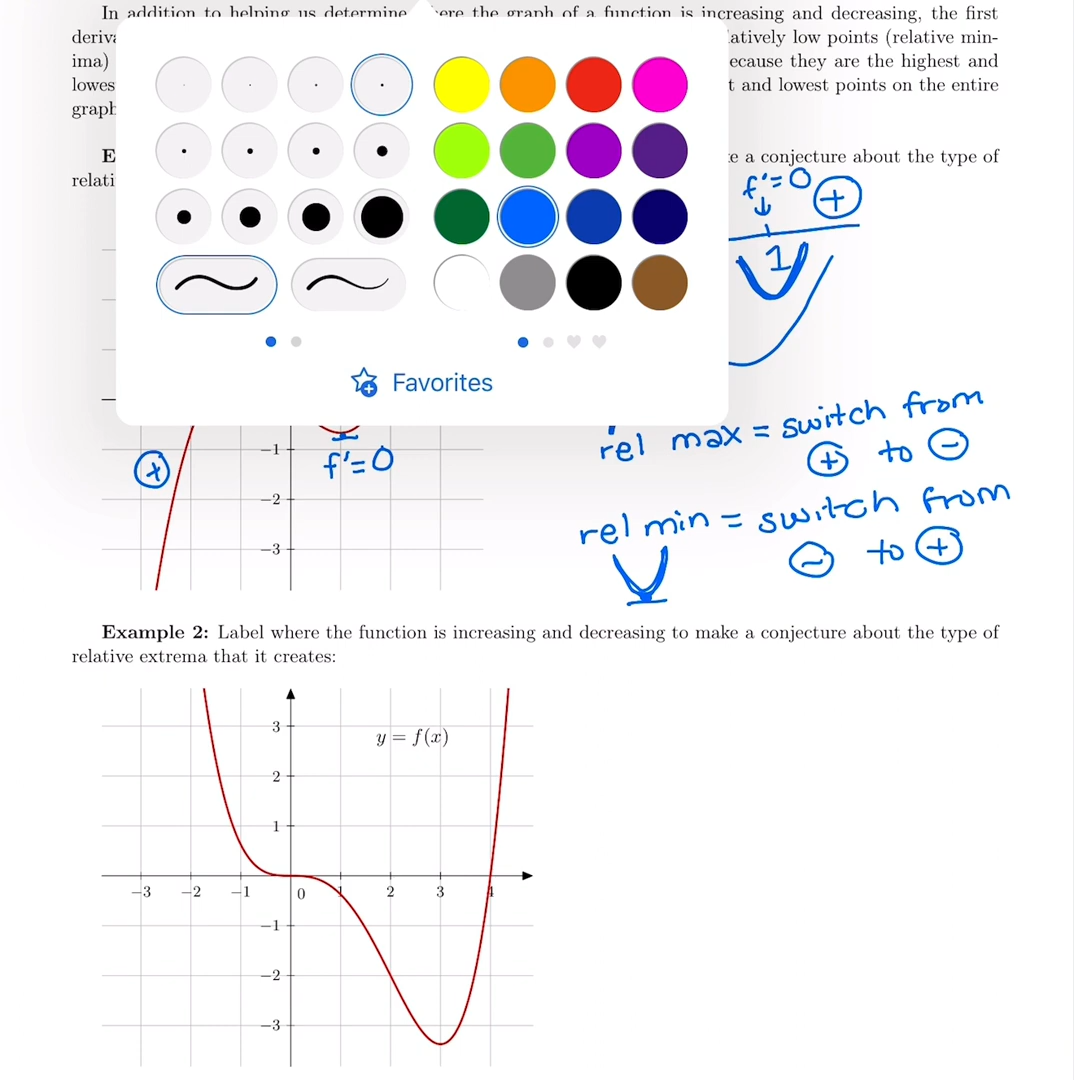 In addition to helping us determine where the graph of a function is increasing and decreasing, the first
atively low points (relative min-
ima) ecause they are the highest and
lowes t and lowest points on the entire
a conjecture about the type of
relati
f'=0 +
1
Favorites
−1
+ f'=0
−2
−3
rel max = switch from
+ to −
rel min = switch from
− to +
Example 2: Label where the function is increasing and decreasing to make a conjecture about the type of
relative extrema that it creates:
y = f(x)
3
2
1
−3 −2 −1 0 1 2 3 4
−1
−2
−3